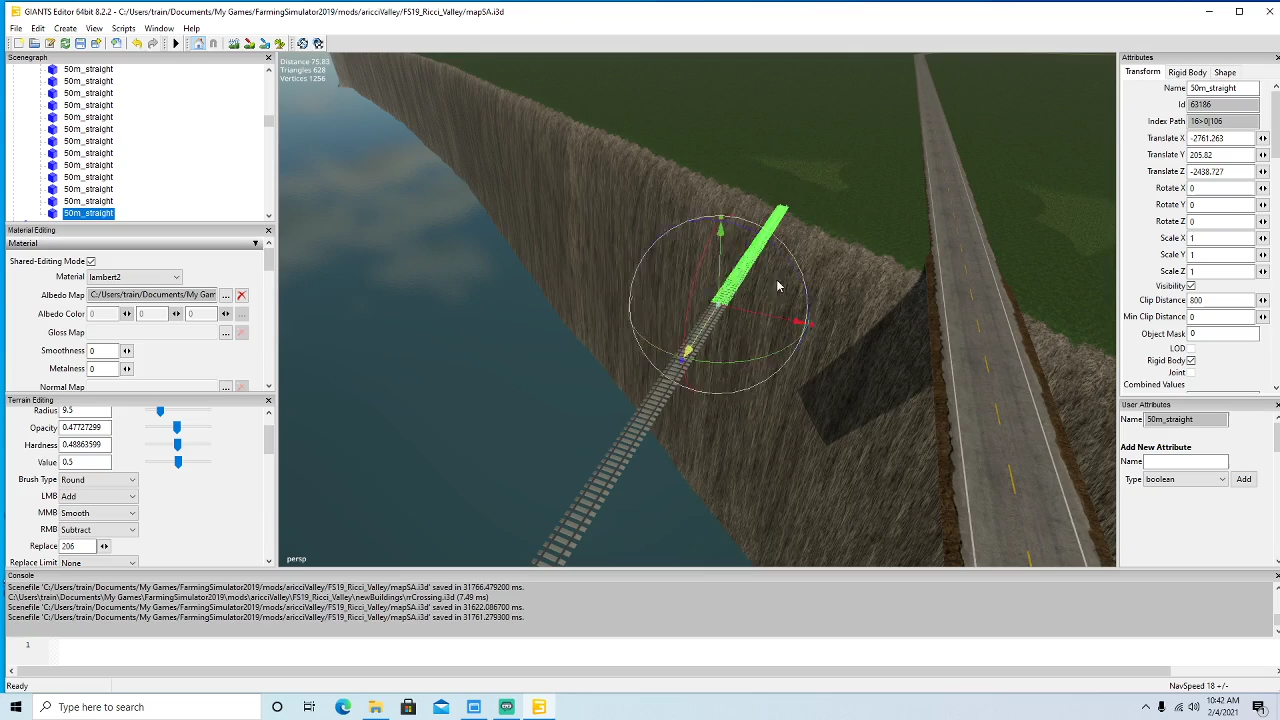 GIANTS Editor 64bit 8.2.2 - C:/Users/train/Documents/My Games/FarmingSimulator2019/mods/aricciValley/FS19_Ricci_Valley/mapSA.i3d
File Edit Create View Scripts Window Help
Scenegraph
50m_straight
50m_straight
50m_straight
50m_straight
50m_straight
50m_straight
50m_straight
50m_straight
50m_straight
50m_straight
50m_straight
50m_straight
50m_straight
Material Editing
Material
Shared-Editing Mode
Material lambert2
Albedo Map C:/Users/train/Documents/My Gam ...
Albedo Color 0 0 0 ...
Gloss Map ...
Smoothness 0
Metalness 0
Normal Map ...
Terrain Editing
Radius 9.5
Opacity 0.47727299
Hardness 0.48863599
Value 0.5
Brush Type Round
LMB Add
MMB Smooth
RMB Subtract
Replace 206
Replace Limit None
Distance 75.83
Triangles 628
Vertices 1256
persp
Attributes
Transform Rigid Body Shape
Name 50m_straight
Id 63186
Index Path 16>0|106
Translate X -2761.263
Translate Y 205.82
Translate Z -2438.727
Rotate X 0
Rotate Y 0
Rotate Z 0
Scale X 1
Scale Y 1
Scale Z 1
Visibility
Clip Distance 800
Min Clip Distance 0
Object Mask 0
LOD
Rigid Body
Joint
Combined Values
User Attributes
Name 50m_straight
Add New Attribute
Name
Type boolean Add
Console
Scenefile 'C:/Users/train/Documents/My Games/FarmingSimulator2019/mods/aricciValley/FS19_Ricci_Valley/mapSA.i3d' saved in 31766.479200 ms.
C:\Users\train\Documents\My Games\FarmingSimulator2019\mods\aricciValley\FS19_Ricci_Valley\newBuildings\rrCrossing.i3d (7.49 ms)
Scenefile 'C:/Users/train/Documents/My Games/FarmingSimulator2019/mods/aricciValley/FS19_Ricci_Valley/mapSA.i3d' saved in 31622.086700 ms.
Scenefile 'C:/Users/train/Documents/My Games/FarmingSimulator2019/mods/aricciValley/FS19_Ricci_Valley/mapSA.i3d' saved in 31761.279300 ms.
1
Ready NavSpeed 18 +/-
Type here to search
10:42 AM
2/4/2021